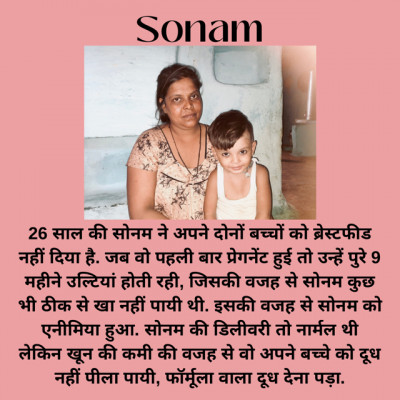 Sonam
26 साल की सोनम ने अपने दोनों बच्चों को ब्रेस्टफीड
नहीं दिया है. जब वो पहली बार प्रेगनेंट हुई तो उन्हें पुरे 9
महीने उल्टियां होती रही, जिसकी वजह से सोनम कुछ
भी ठीक से खा नहीं पायी थी. इसकी वजह से सोनम को
एनीमिया हुआ. सोनम की डिलीवरी तो नार्मल थी
लेकिन खून की कमी की वजह से वो अपने बच्चे को दूध
नहीं पीला पायी, फॉर्मूला वाला दूध देना पड़ा.